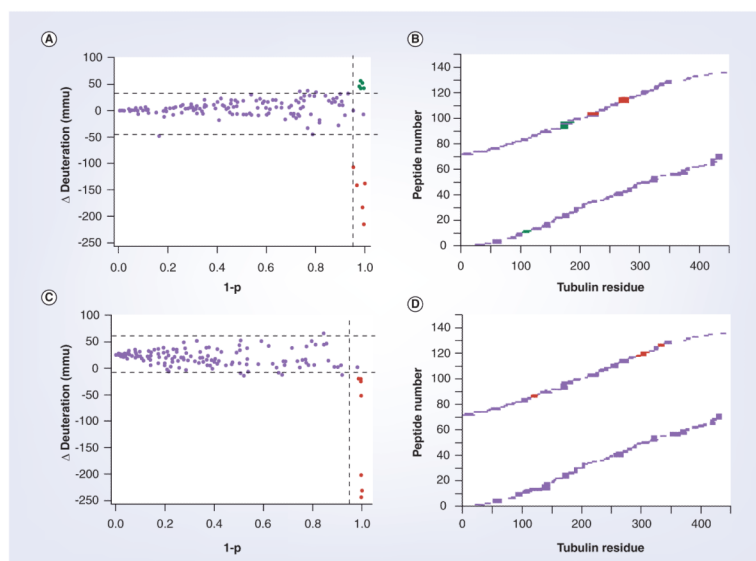 A
Δ Deuteration (mmu)
100
50
0
-50
-100
-150
-200
-250
0.0 0.2 0.4 0.6 0.8 1.0
1-p
B
Peptide number
140
120
100
80
60
40
20
0
0 100 200 300 400
Tubulin residue
C
Δ Deuteration (mmu)
100
50
0
-50
-100
-150
-200
-250
0.0 0.2 0.4 0.6 0.8 1.0
1-p
D
Peptide number
140
120
100
80
60
40
20
0
0 100 200 300 400
Tubulin residue